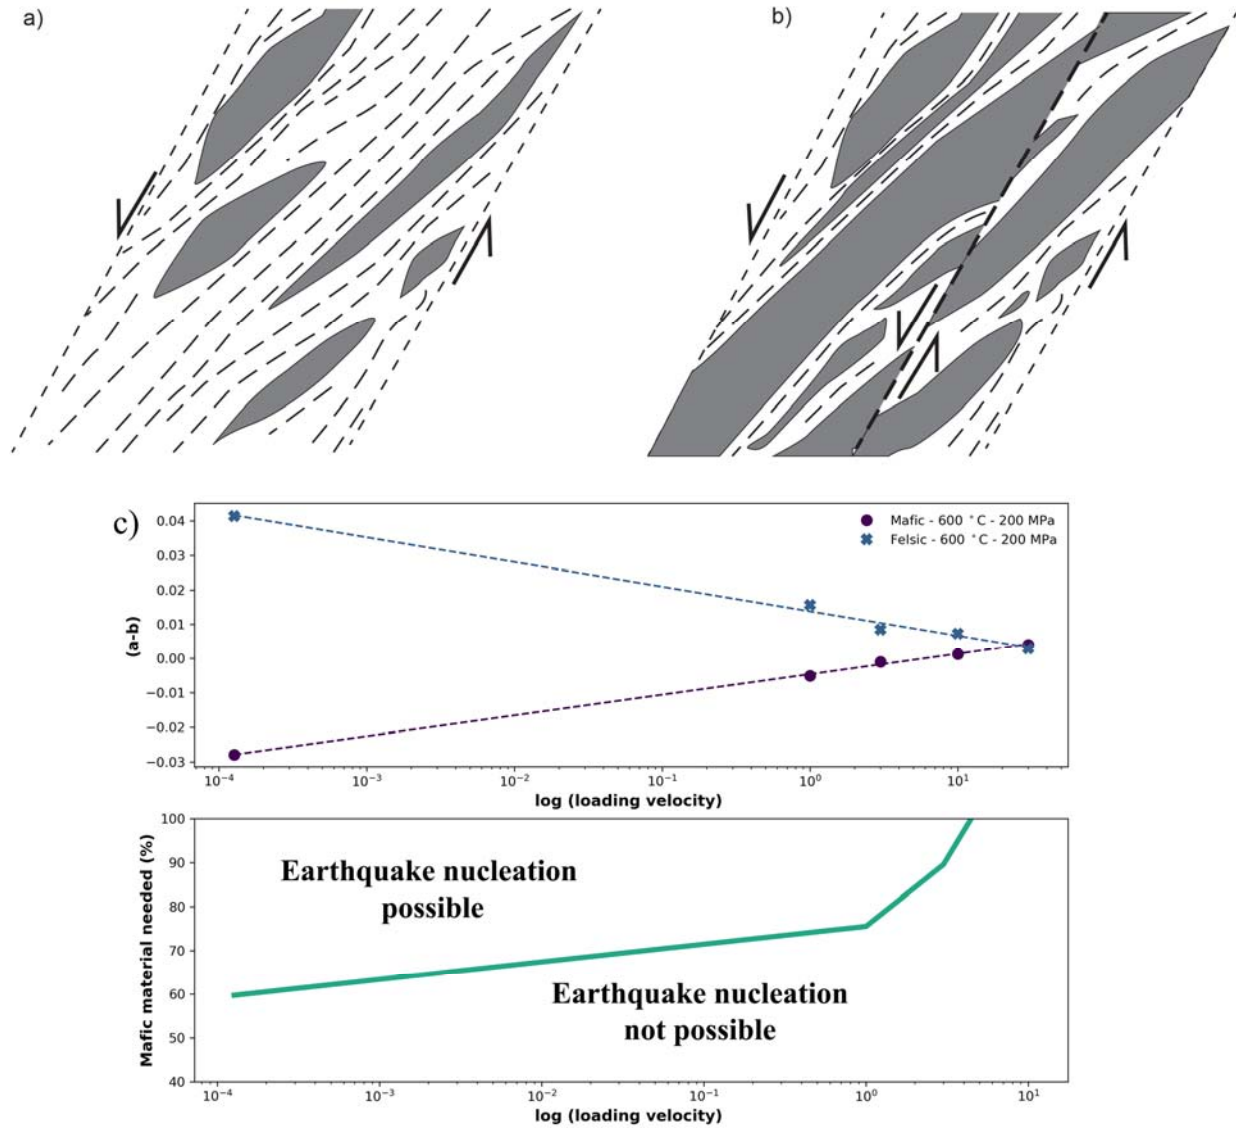 a)
b)
c)
0.04
0.03
0.02
0.01
0.00
−0.01
−0.02
−0.03
(a-b)
Mafic - 600 °C - 200 MPa
Felsic - 600 °C - 200 MPa
10⁻⁴
10⁻³
10⁻²
10⁻¹
10⁰
10¹
log (loading velocity)
100
90
80
70
60
50
40
Mafic material needed (%)
Earthquake nucleation
possible
Earthquake nucleation
not possible
10⁻⁴
10⁻³
10⁻²
10⁻¹
10⁰
10¹
log (loading velocity)